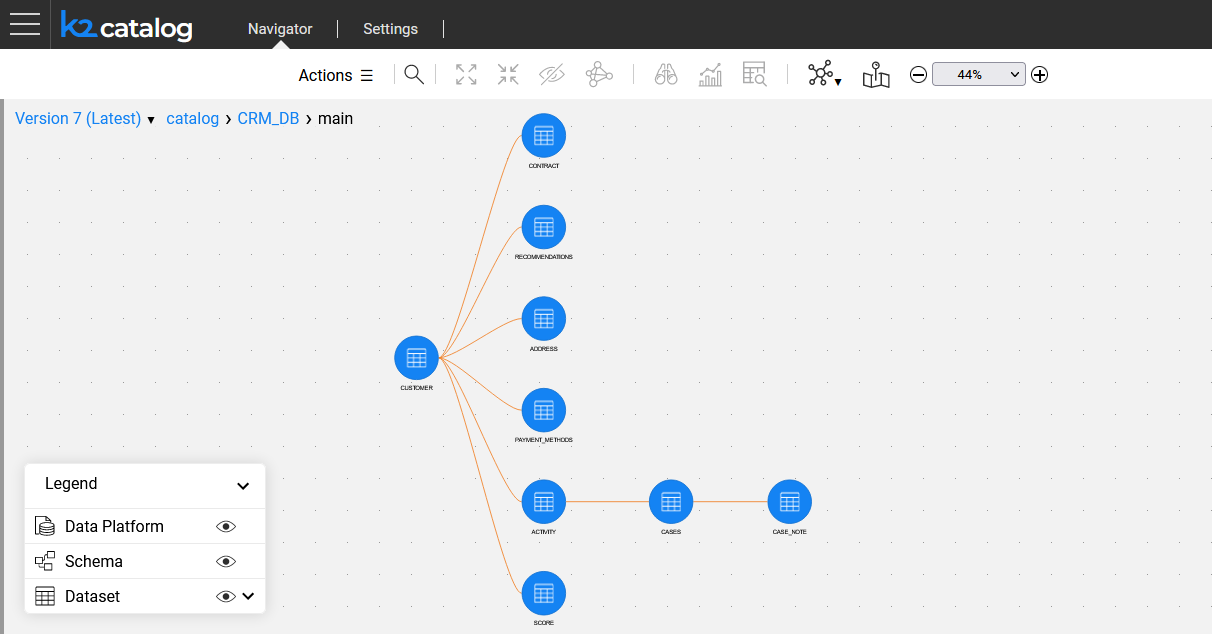 k2catalog
Navigator
Settings
Actions
44%
Version 7 (Latest) ▾ catalog › CRM_DB › main
CONTRACT
RECOMMENDATIONS
ADDRESS
CUSTOMER
PAYMENT_METHODS
ACTIVITY
CASES
CASE_NOTE
SCORE
Legend
Data Platform
Schema
Dataset